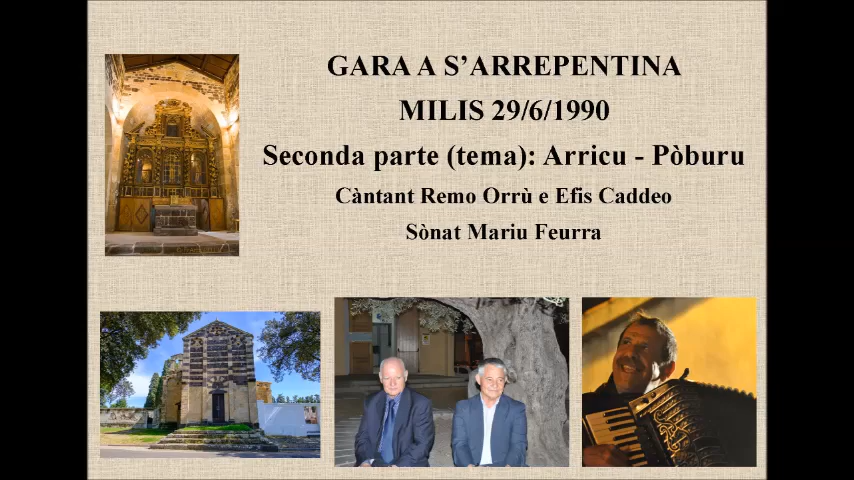 GARA A S’ARREPENTINA
MILIS 29/6/1990
Seconda parte (tema): Arricu - Pòburu
Càntant Remo Orrù e Efis Caddeo
Sònat Mariu Feurra